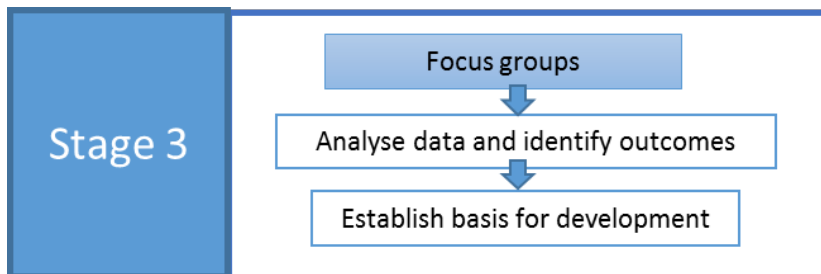 Stage 3
Focus groups
Analyse data and identify outcomes
Establish basis for development